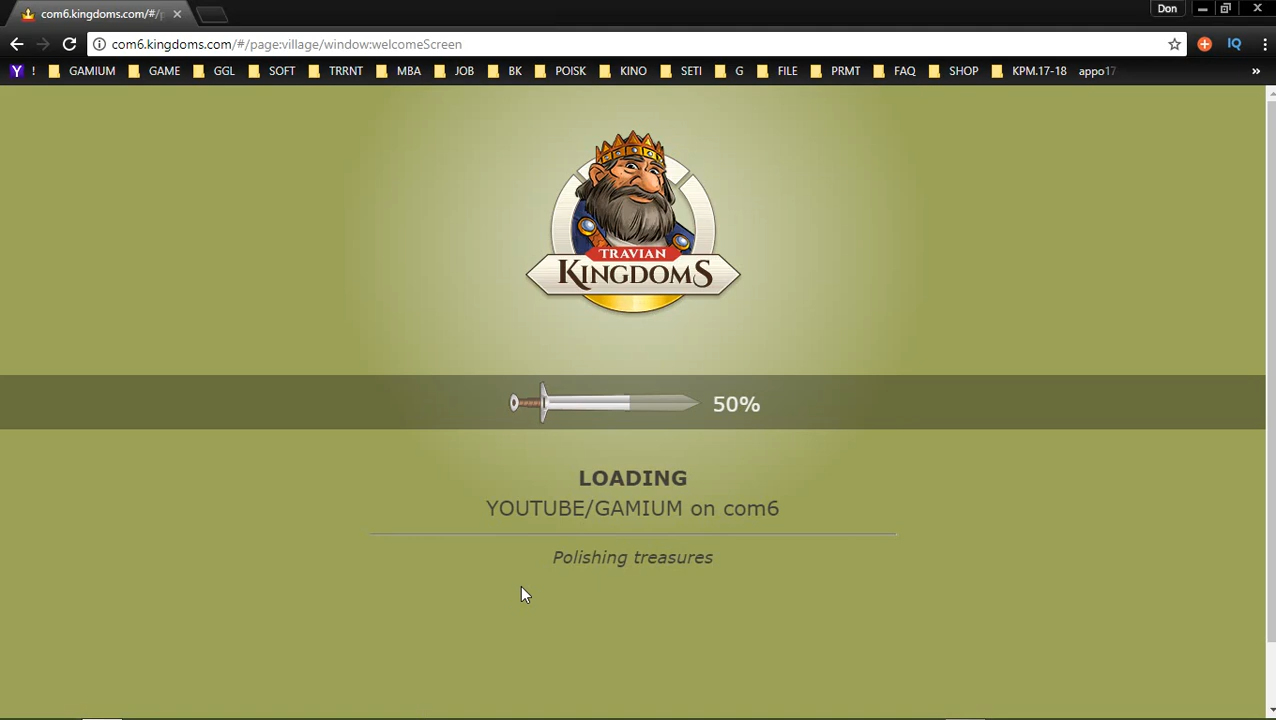 com6.kingdoms.com/#/p
Don
com6.kingdoms.com/#/page:village/window:welcomeScreen
IQ
Y ! GAMIUM GAME GGL SOFT TRRNT MBA JOB BK POISK KINO SETI G FILE PRMT FAQ SHOP KPM.17-18 appo17 »
TRAVIAN
KINGDOMS
50%
LOADING
YOUTUBE/GAMIUM on com6
Polishing treasures